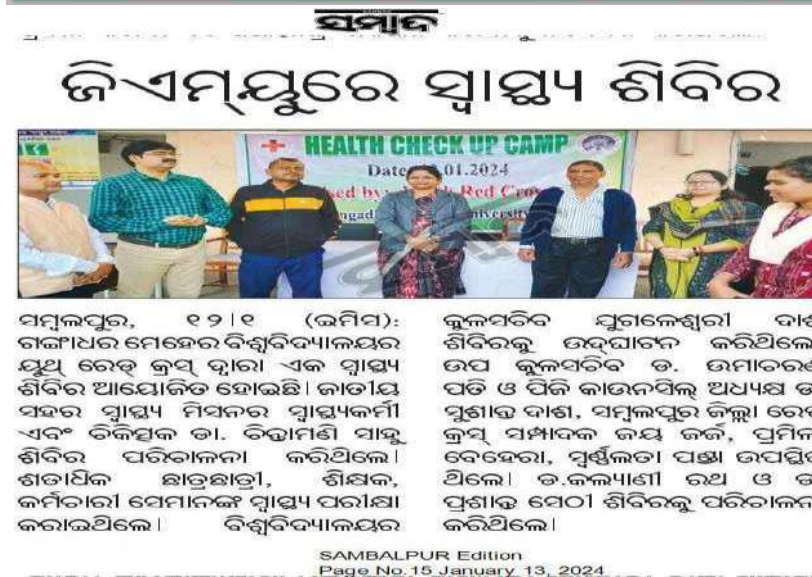 ସମ୍ବାଦ
ଜିଏମ୍‌ୟୁରେ ସ୍ୱାସ୍ଥ୍ୟ ଶିବିର
HEALTH CHECK UP CAMP
Date: .01.2024
Red Cros
ସମ୍ବଲପୁର, ୧୨।୧ (ଇମିସ):
ଗଙ୍ଗାଧର ମେହେର ବିଶ୍ୱବିଦ୍ୟାଳୟର
ୟୁଥ୍ ରେଡ୍ କ୍ରସ୍ ଦ୍ୱାରା ଏକ ସ୍ୱାସ୍ଥ୍ୟ
ଶିବିର ଆୟୋଜିତ ହୋଇଛି। ଜାତୀୟ
ସହର ସ୍ୱାସ୍ଥ୍ୟ ମିସନର ସ୍ୱାସ୍ଥ୍ୟକର୍ମୀ
ଏବଂ ଚିକିତ୍ସକ ଡା. ଚିନ୍ତାମଣି ସାହୁ
ଶିବିର ପରିଚାଳନା କରିଥିଲେ।
ଶତାଧିକ ଛାତ୍ରଛାତ୍ରୀ, ଶିକ୍ଷକ,
କର୍ମଚାରୀ ସେମାନଙ୍କ ସ୍ୱାସ୍ଥ୍ୟ ପରୀକ୍ଷା
କରାଇଥିଲେ। ବିଶ୍ୱବିଦ୍ୟାଳୟର
କୁଳସଚିବ ଯୁଗଳେଶ୍ୱରୀ ଦାଶ
ଶିବିରକୁ ଉଦ୍‌ଘାଟନ କରିଥିଲେ
ଉପ କୁଳସଚିବ ଡ. ଉମାଚରଣ
ପତି ଓ ପିଜି କାଉନସିଲ୍ ଅଧ୍ୟକ୍ଷ ଡ
ସୁଶାନ୍ତ ଦାଶ, ସମ୍ବଲପୁର ଜିଲ୍ଲା ରେଡ
କ୍ରସ୍ ସମ୍ପାଦକ ଜୟ ଜର୍ଜ, ପ୍ରମିଳ
ବେହେରା, ସ୍ୱର୍ଣ୍ଣଲତା ପଣ୍ଡା ଉପସ୍ଥିତ
ଥିଲେ। ଡ.କଲ୍ୟାଣୀ ରଥ ଓ ଡ
ପ୍ରଶାନ୍ତ ସେଠୀ ଶିବିରକୁ ପରିଚାଳନ
କରିଥିଲେ।
SAMBALPUR Edition
Page No.15 January 13, 2024